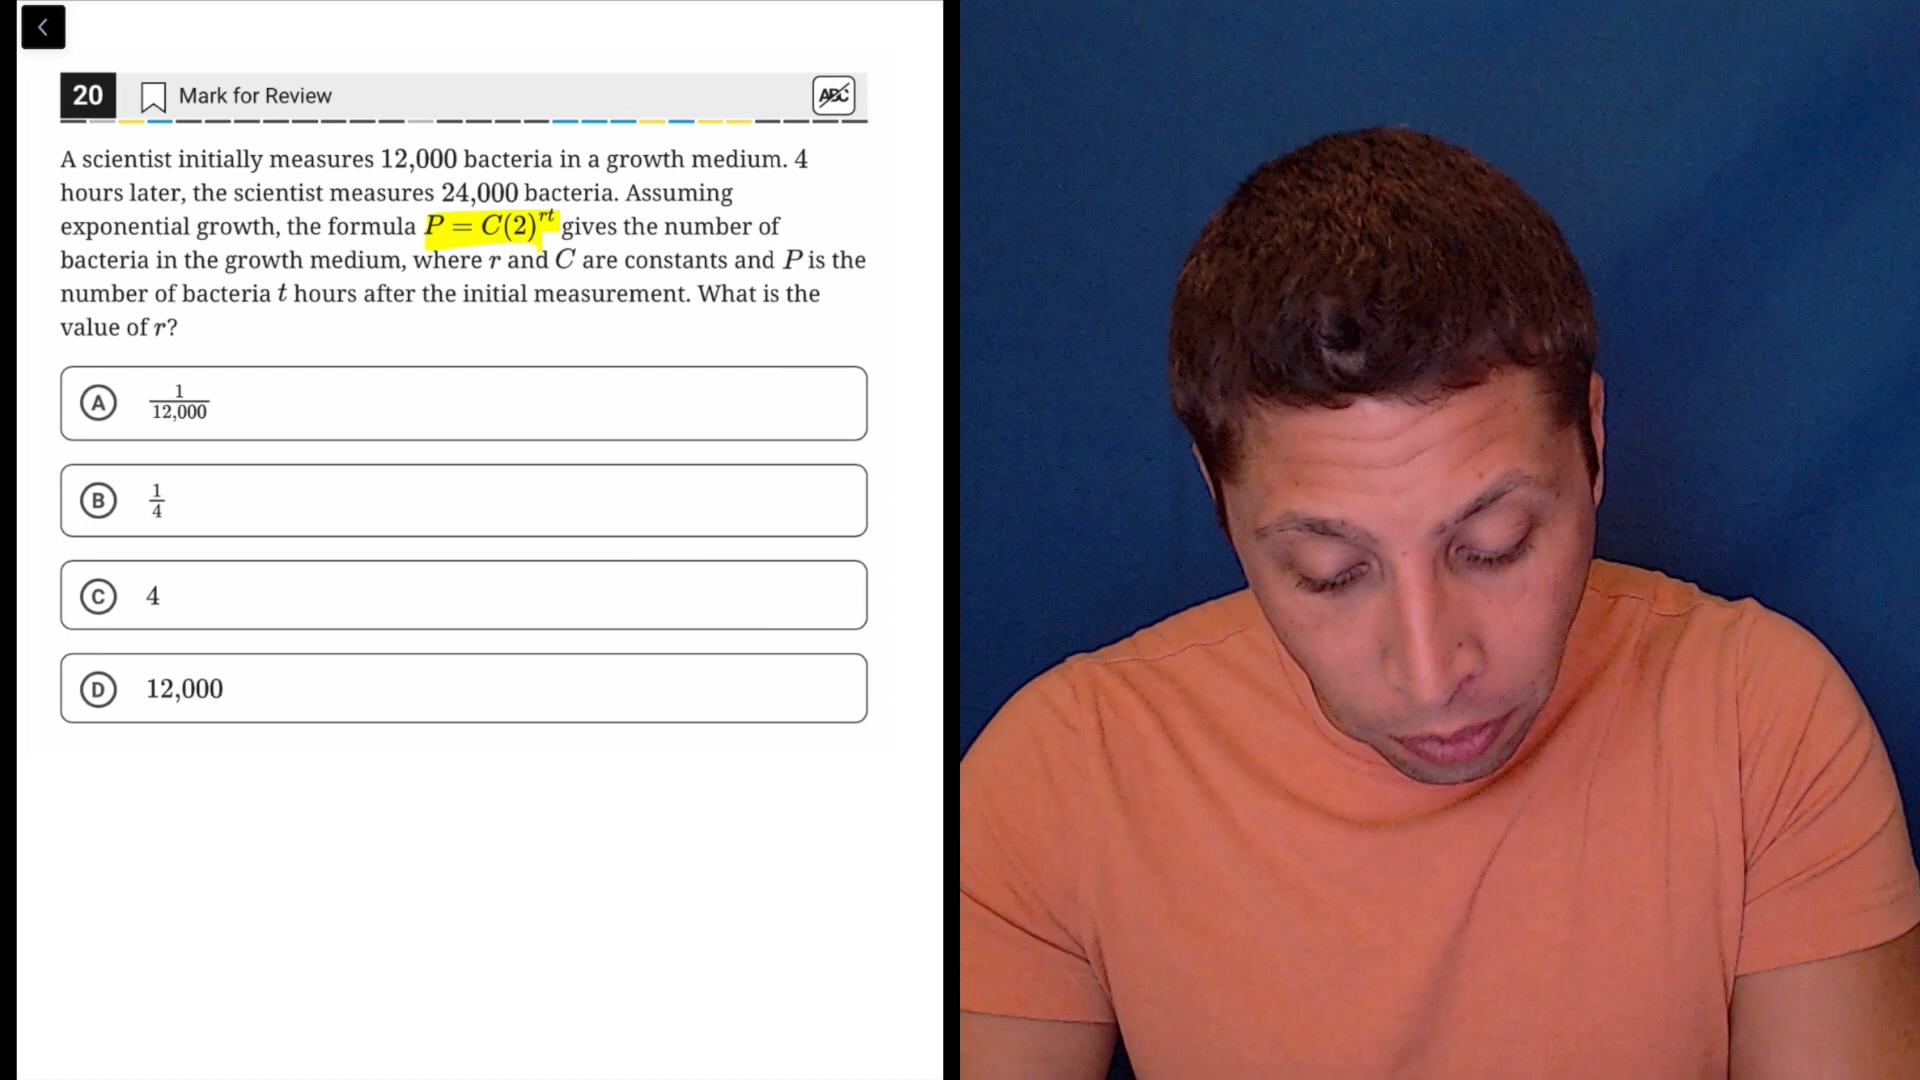 20 Mark for Review ABC
A scientist initially measures 12,000 bacteria in a growth medium. 4
hours later, the scientist measures 24,000 bacteria. Assuming
exponential growth, the formula P = C(2)^{rt} gives the number of
bacteria in the growth medium, where r and C are constants and P is the
number of bacteria t hours after the initial measurement. What is the
value of r?
A 1/12,000
B 1/4
C 4
D 12,000